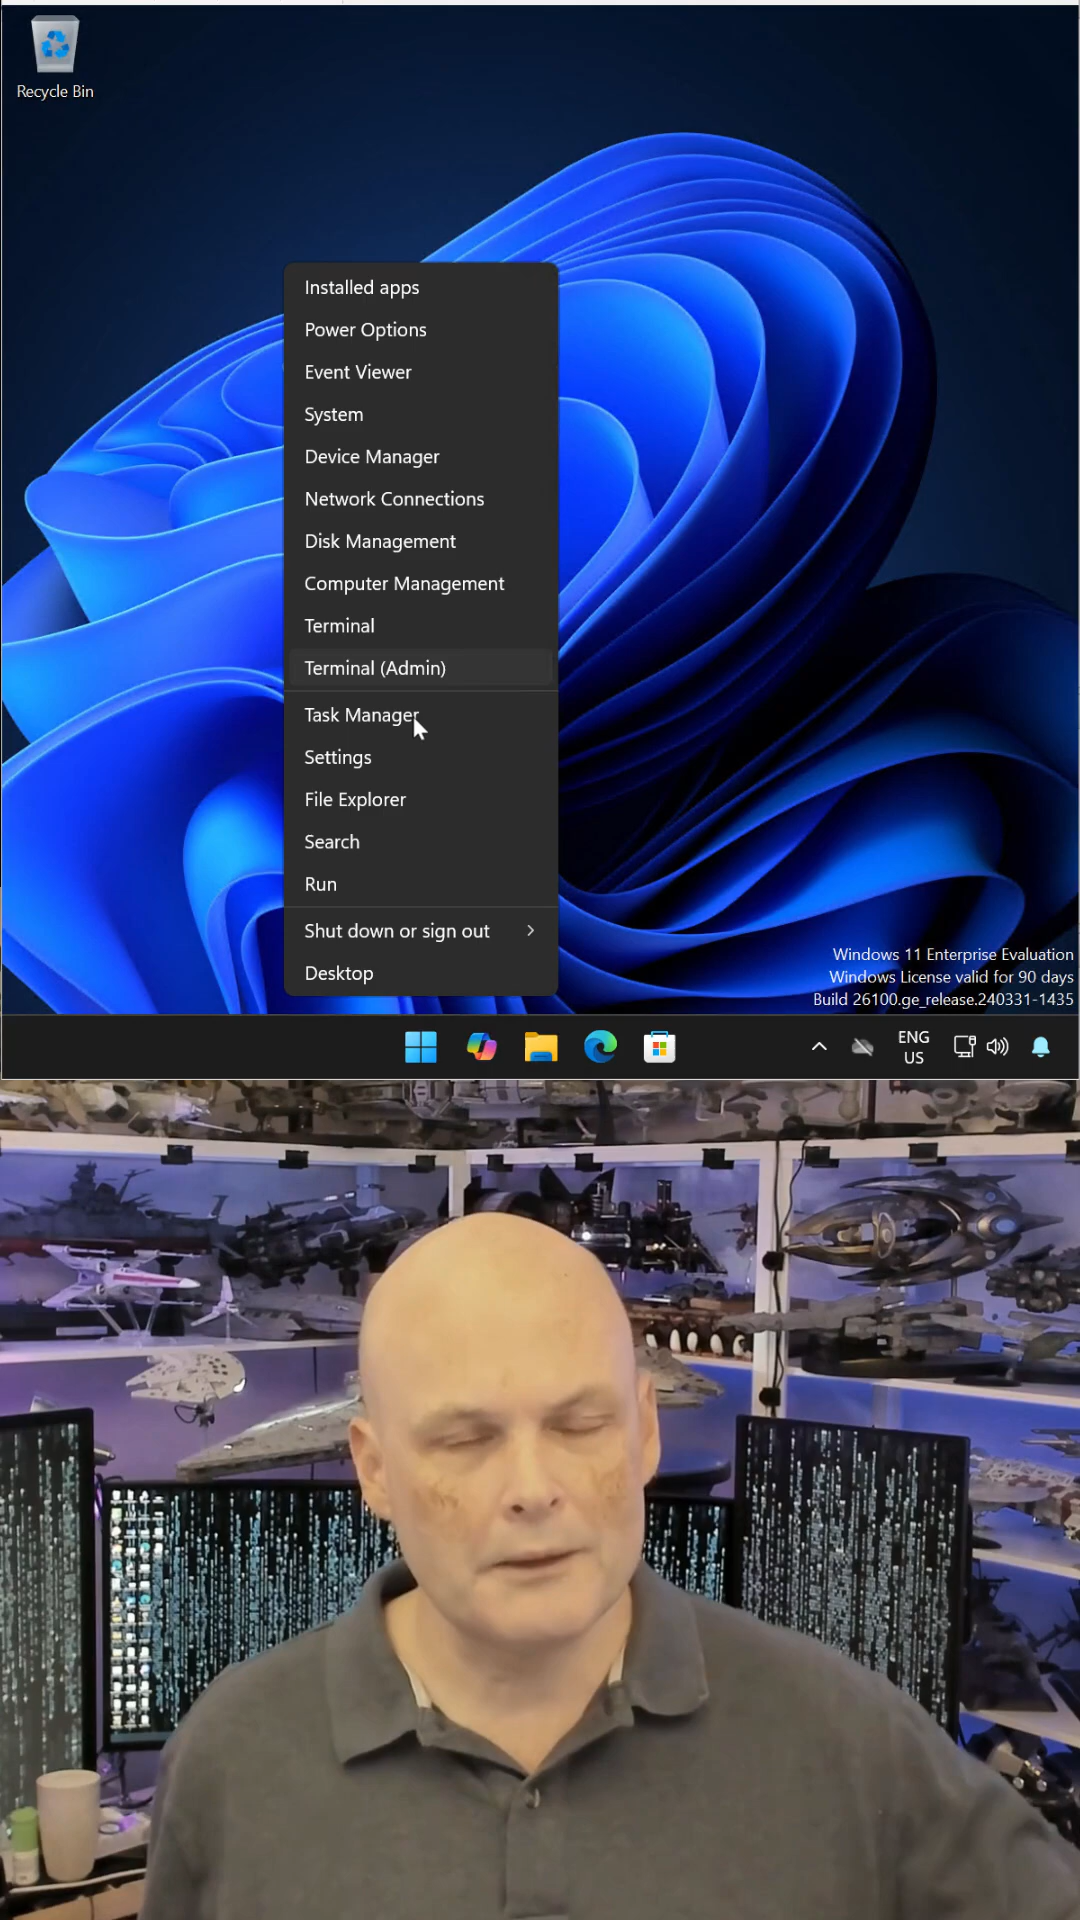 Recycle Bin
Installed apps
Power Options
Event Viewer
System
Device Manager
Network Connections
Disk Management
Computer Management
Terminal
Terminal (Admin)
Task Manager
Settings
File Explorer
Search
Run
Shut down or sign out
Desktop
Windows 11 Enterprise Evaluation
Windows License valid for 90 days
Build 26100.ge_release.240331-1435
ENG
US